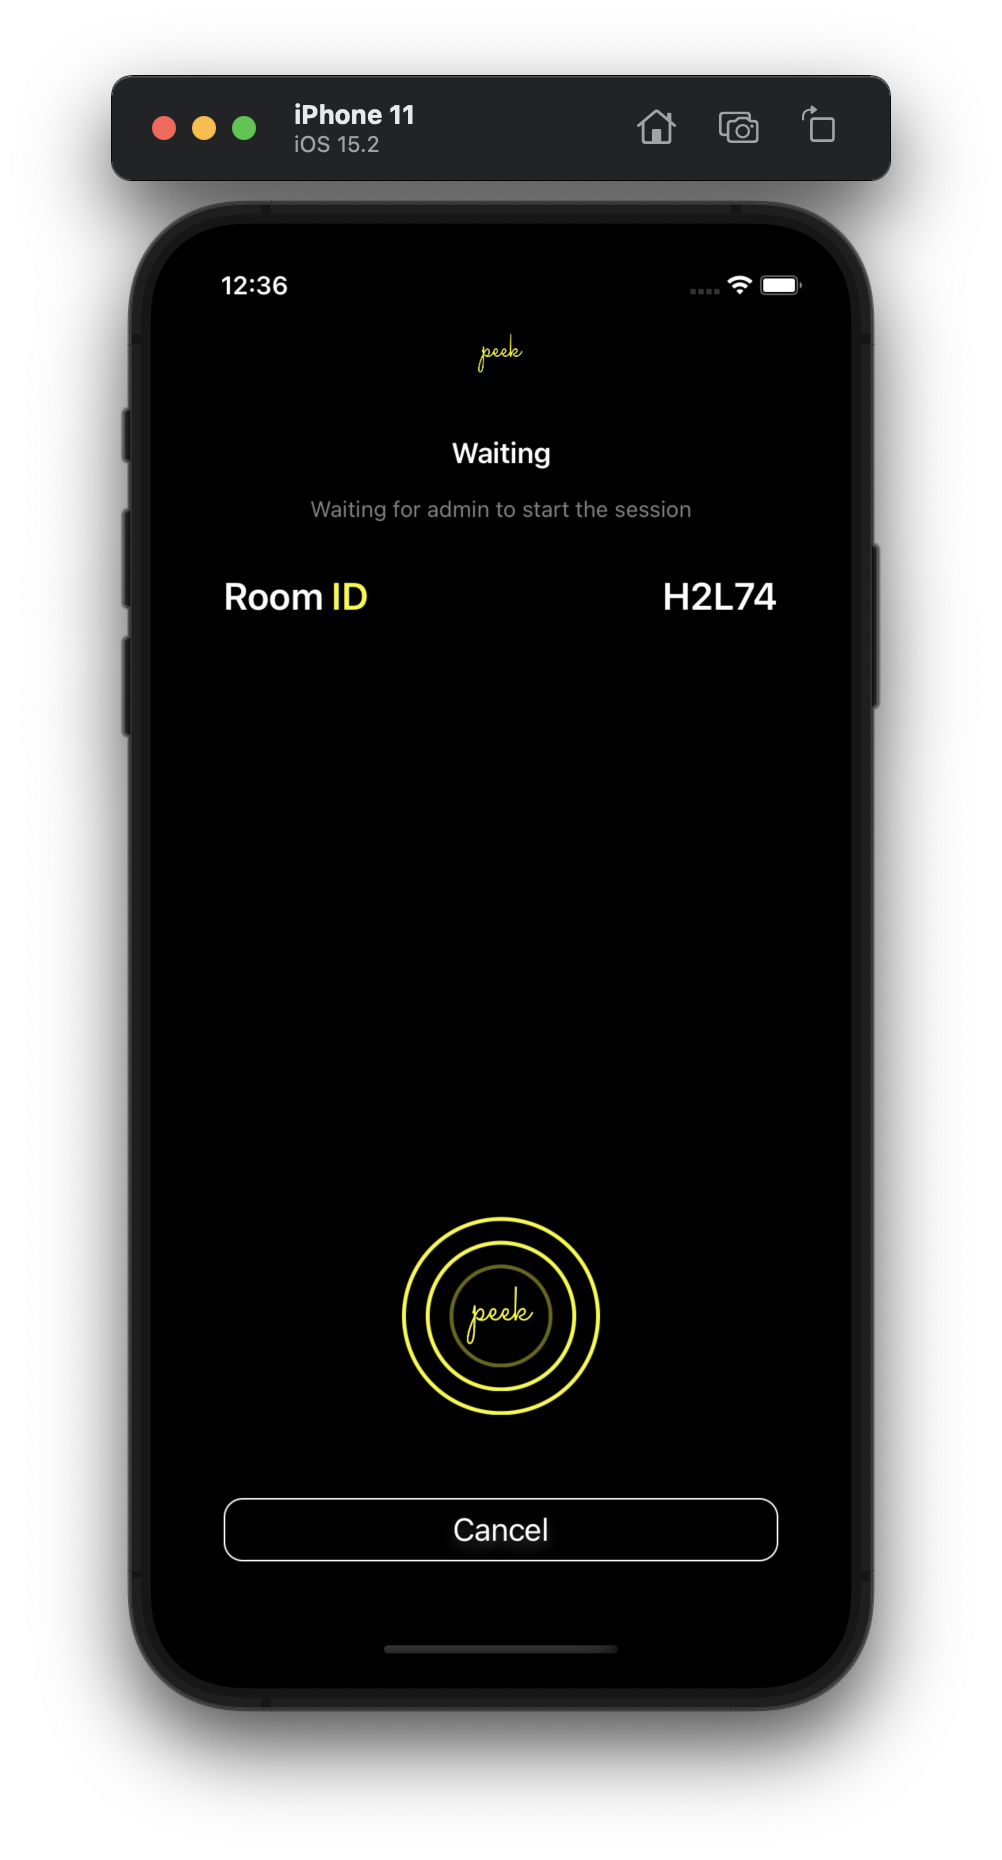 iPhone 11
iOS 15.2
12:36
peek
Waiting
Waiting for admin to start the session
Room ID H2L74
peek
Cancel